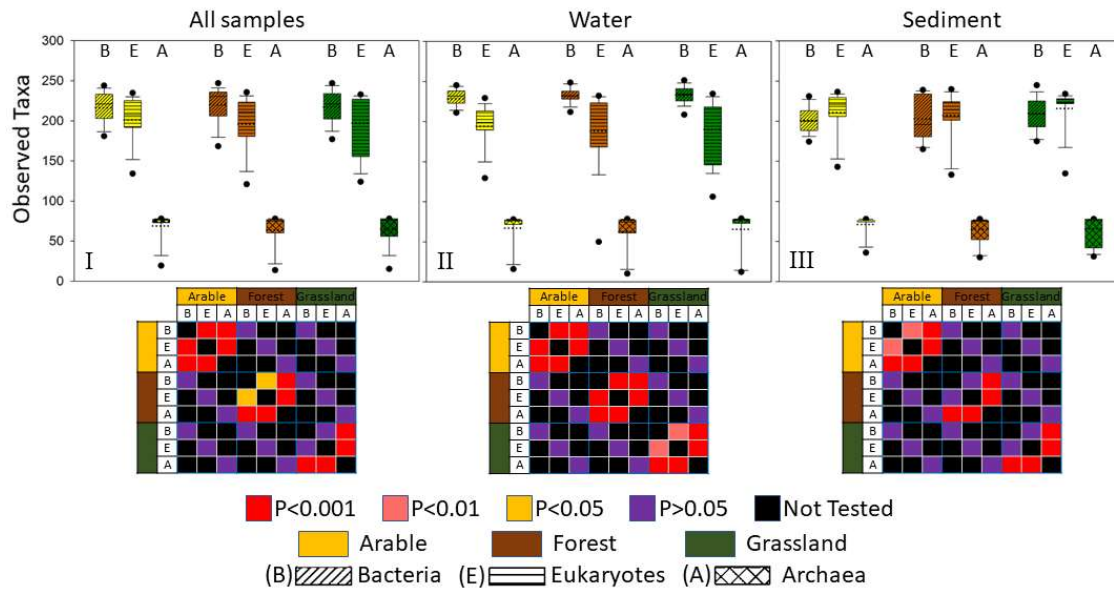 All samples Water Sediment
B E A B E A B E A B E A B E A B E A B E A B E A B E A
Observed Taxa
300
250
200
150
100
50
0
I II III
Arable Forest Grassland Arable Forest Grassland Arable Forest Grassland
B E A B E A B E A B E A B E A B E A B E A B E A B E A
B B B
E E E
A A A
B B B
E E E
A A A
B B B
E E E
A A A
P<0.001 P<0.01 P<0.05 P>0.05 Not Tested
Arable Forest Grassland
(B) Bacteria (E) Eukaryotes (A) Archaea